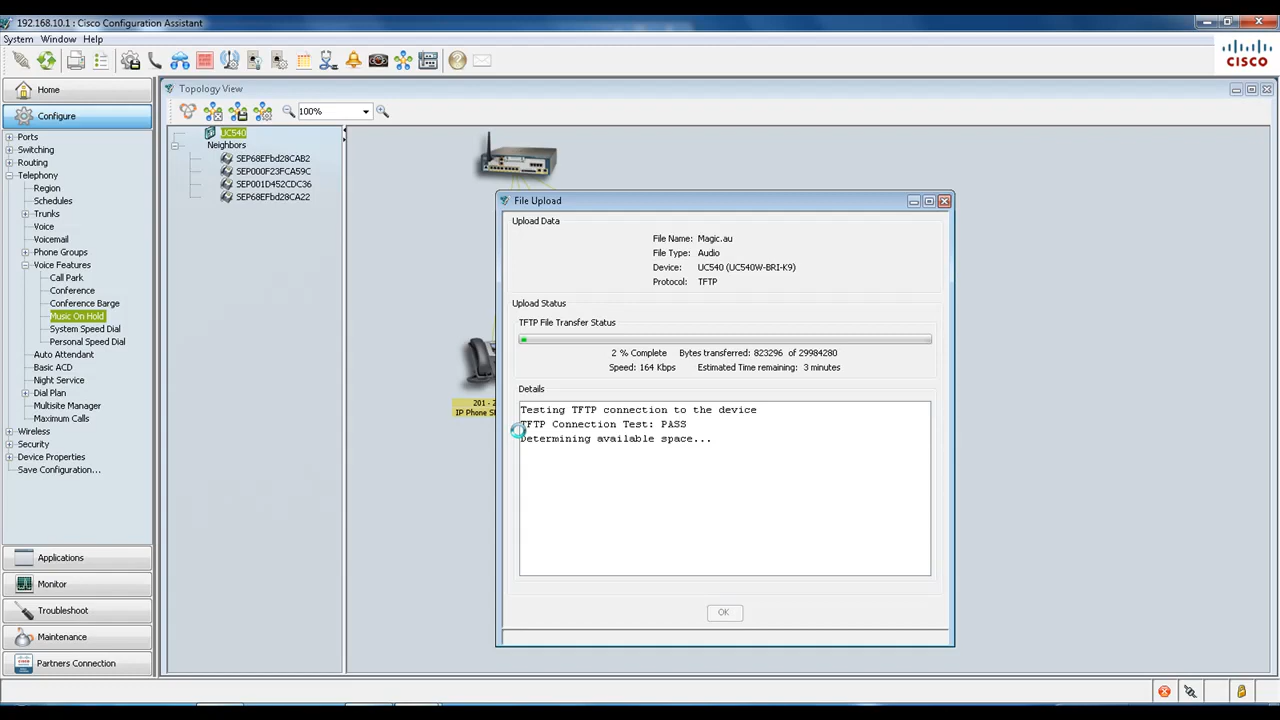 192.168.10.1 : Cisco Configuration Assistant
System Window Help
CISCO
Home
Configure
Ports
Switching
Routing
Telephony
Region
Schedules
Trunks
Voice
Voicemail
Phone Groups
Voice Features
Call Park
Conference
Conference Barge
Music On Hold
System Speed Dial
Personal Speed Dial
Auto Attendant
Basic ACD
Night Service
Dial Plan
Multisite Manager
Maximum Calls
Wireless
Security
Device Properties
Save Configuration...
Applications
Monitor
Troubleshoot
Maintenance
Partners Connection
Topology View
100%
UC540
Neighbors
SEP68EFbd28CAB2
SEP000F23FCA59C
SEP001D452CDC36
SEP68EFbd28CA22
201 - 2
IP Phone S
File Upload
Upload Data
File Name: Magic.au
File Type: Audio
Device: UC540 (UC540W-BRI-K9)
Protocol: TFTP
Upload Status
TFTP File Transfer Status
2 % Complete Bytes transferred: 823296 of 29984280
Speed: 164 Kbps Estimated Time remaining: 3 minutes
Details
Testing TFTP connection to the device
TFTP Connection Test: PASS
Determining available space...
OK